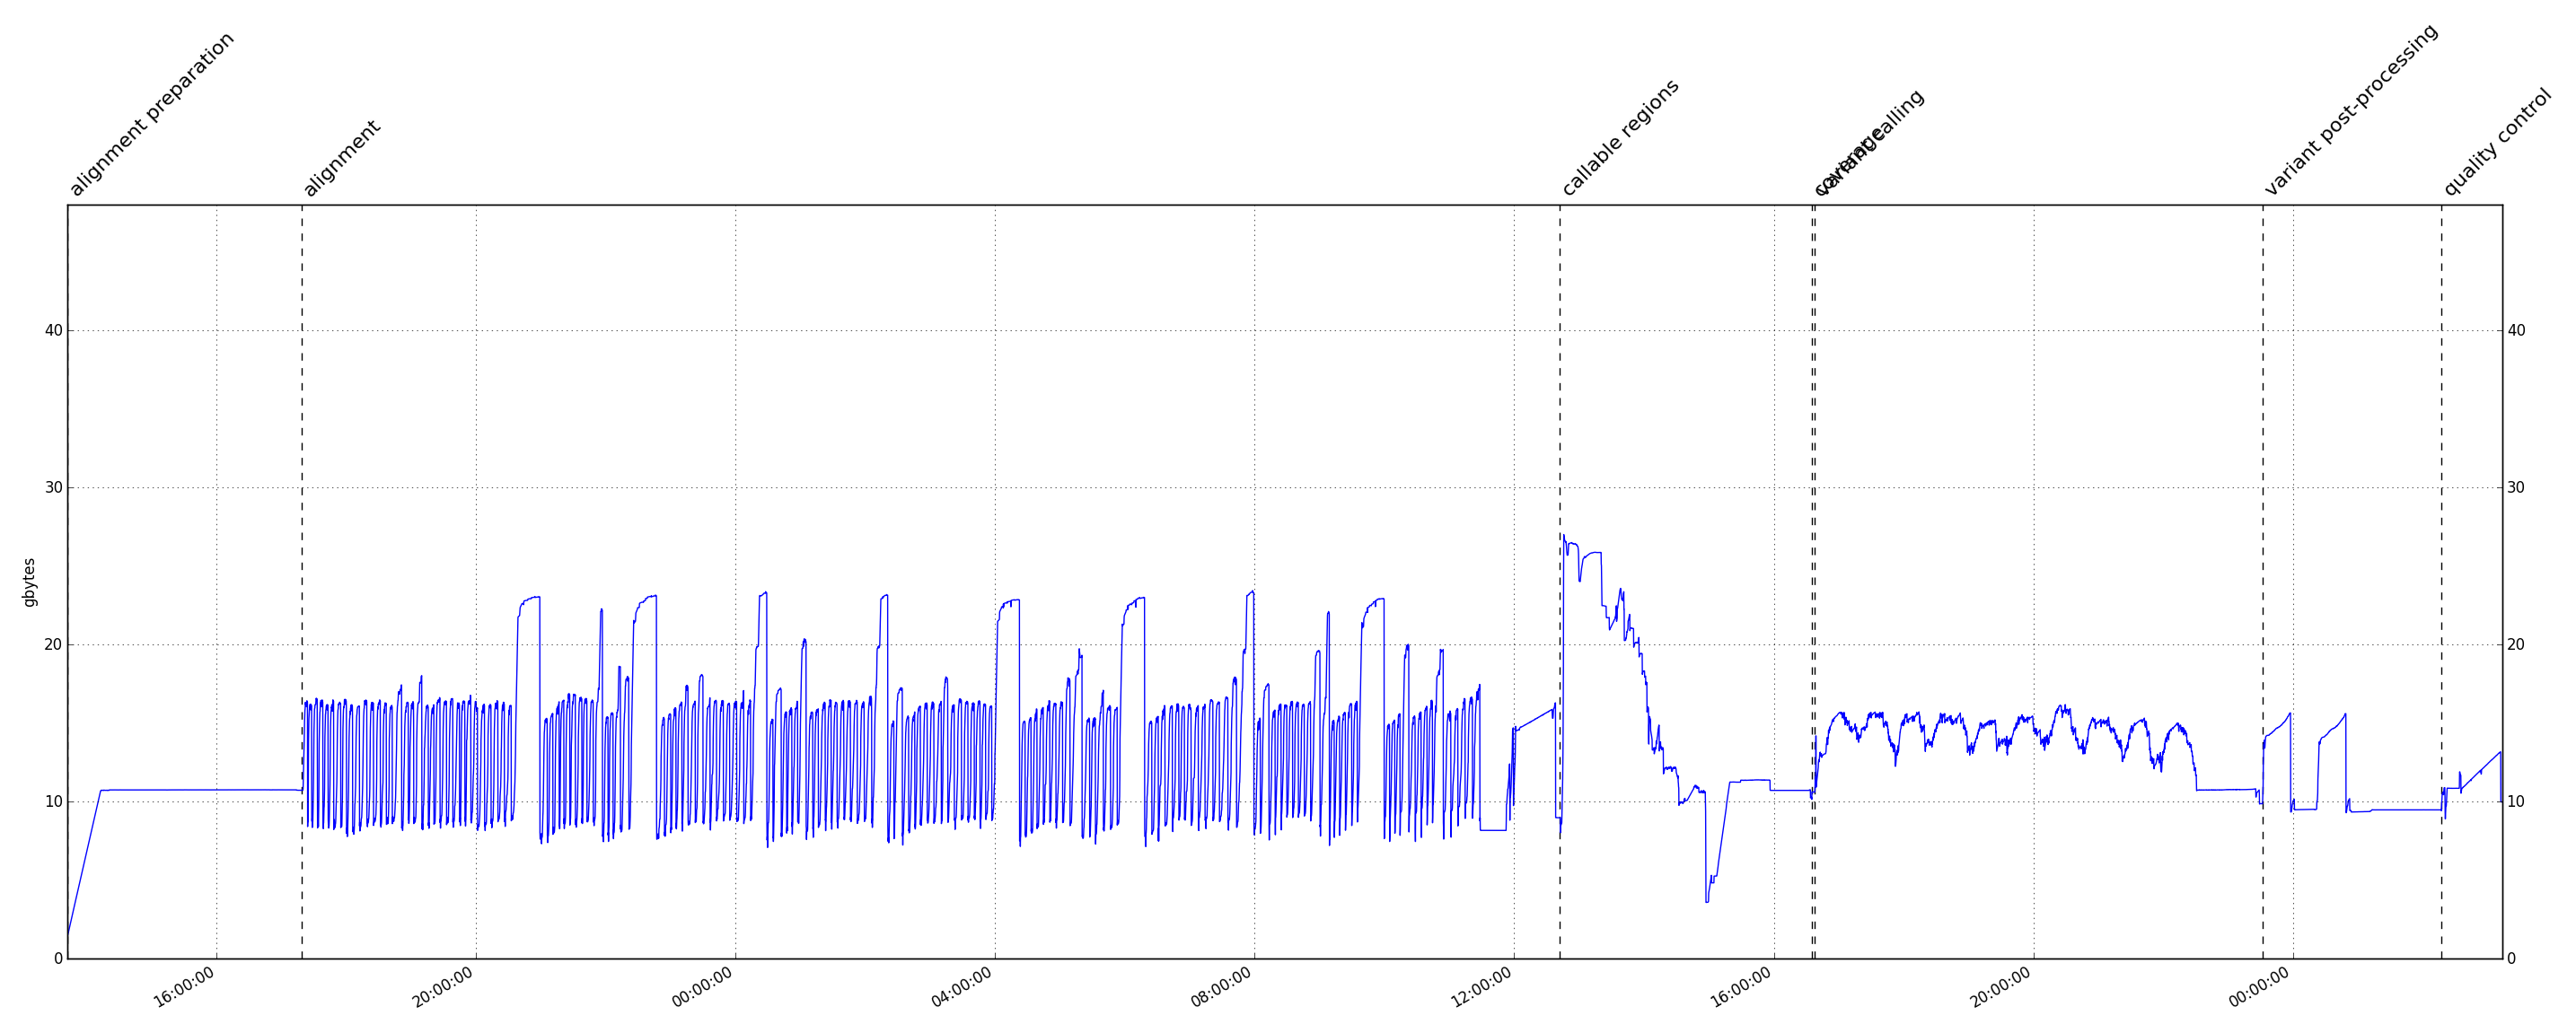 alignment preparation
alignment
callable regions
coverage
variant calling
variant post-processing
quality control
gbytes
40
30
20
10
0
40
30
20
10
0
16:00:00
20:00:00
00:00:00
04:00:00
08:00:00
12:00:00
16:00:00
20:00:00
00:00:00